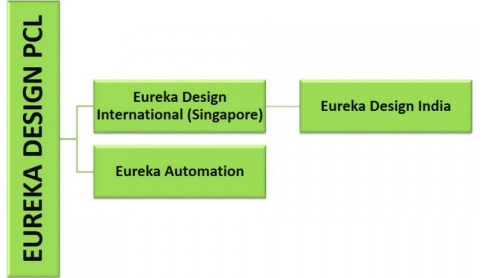 EUREKA DESIGN PCL
Eureka Design
International (Singapore)
Eureka Design India
Eureka Automation